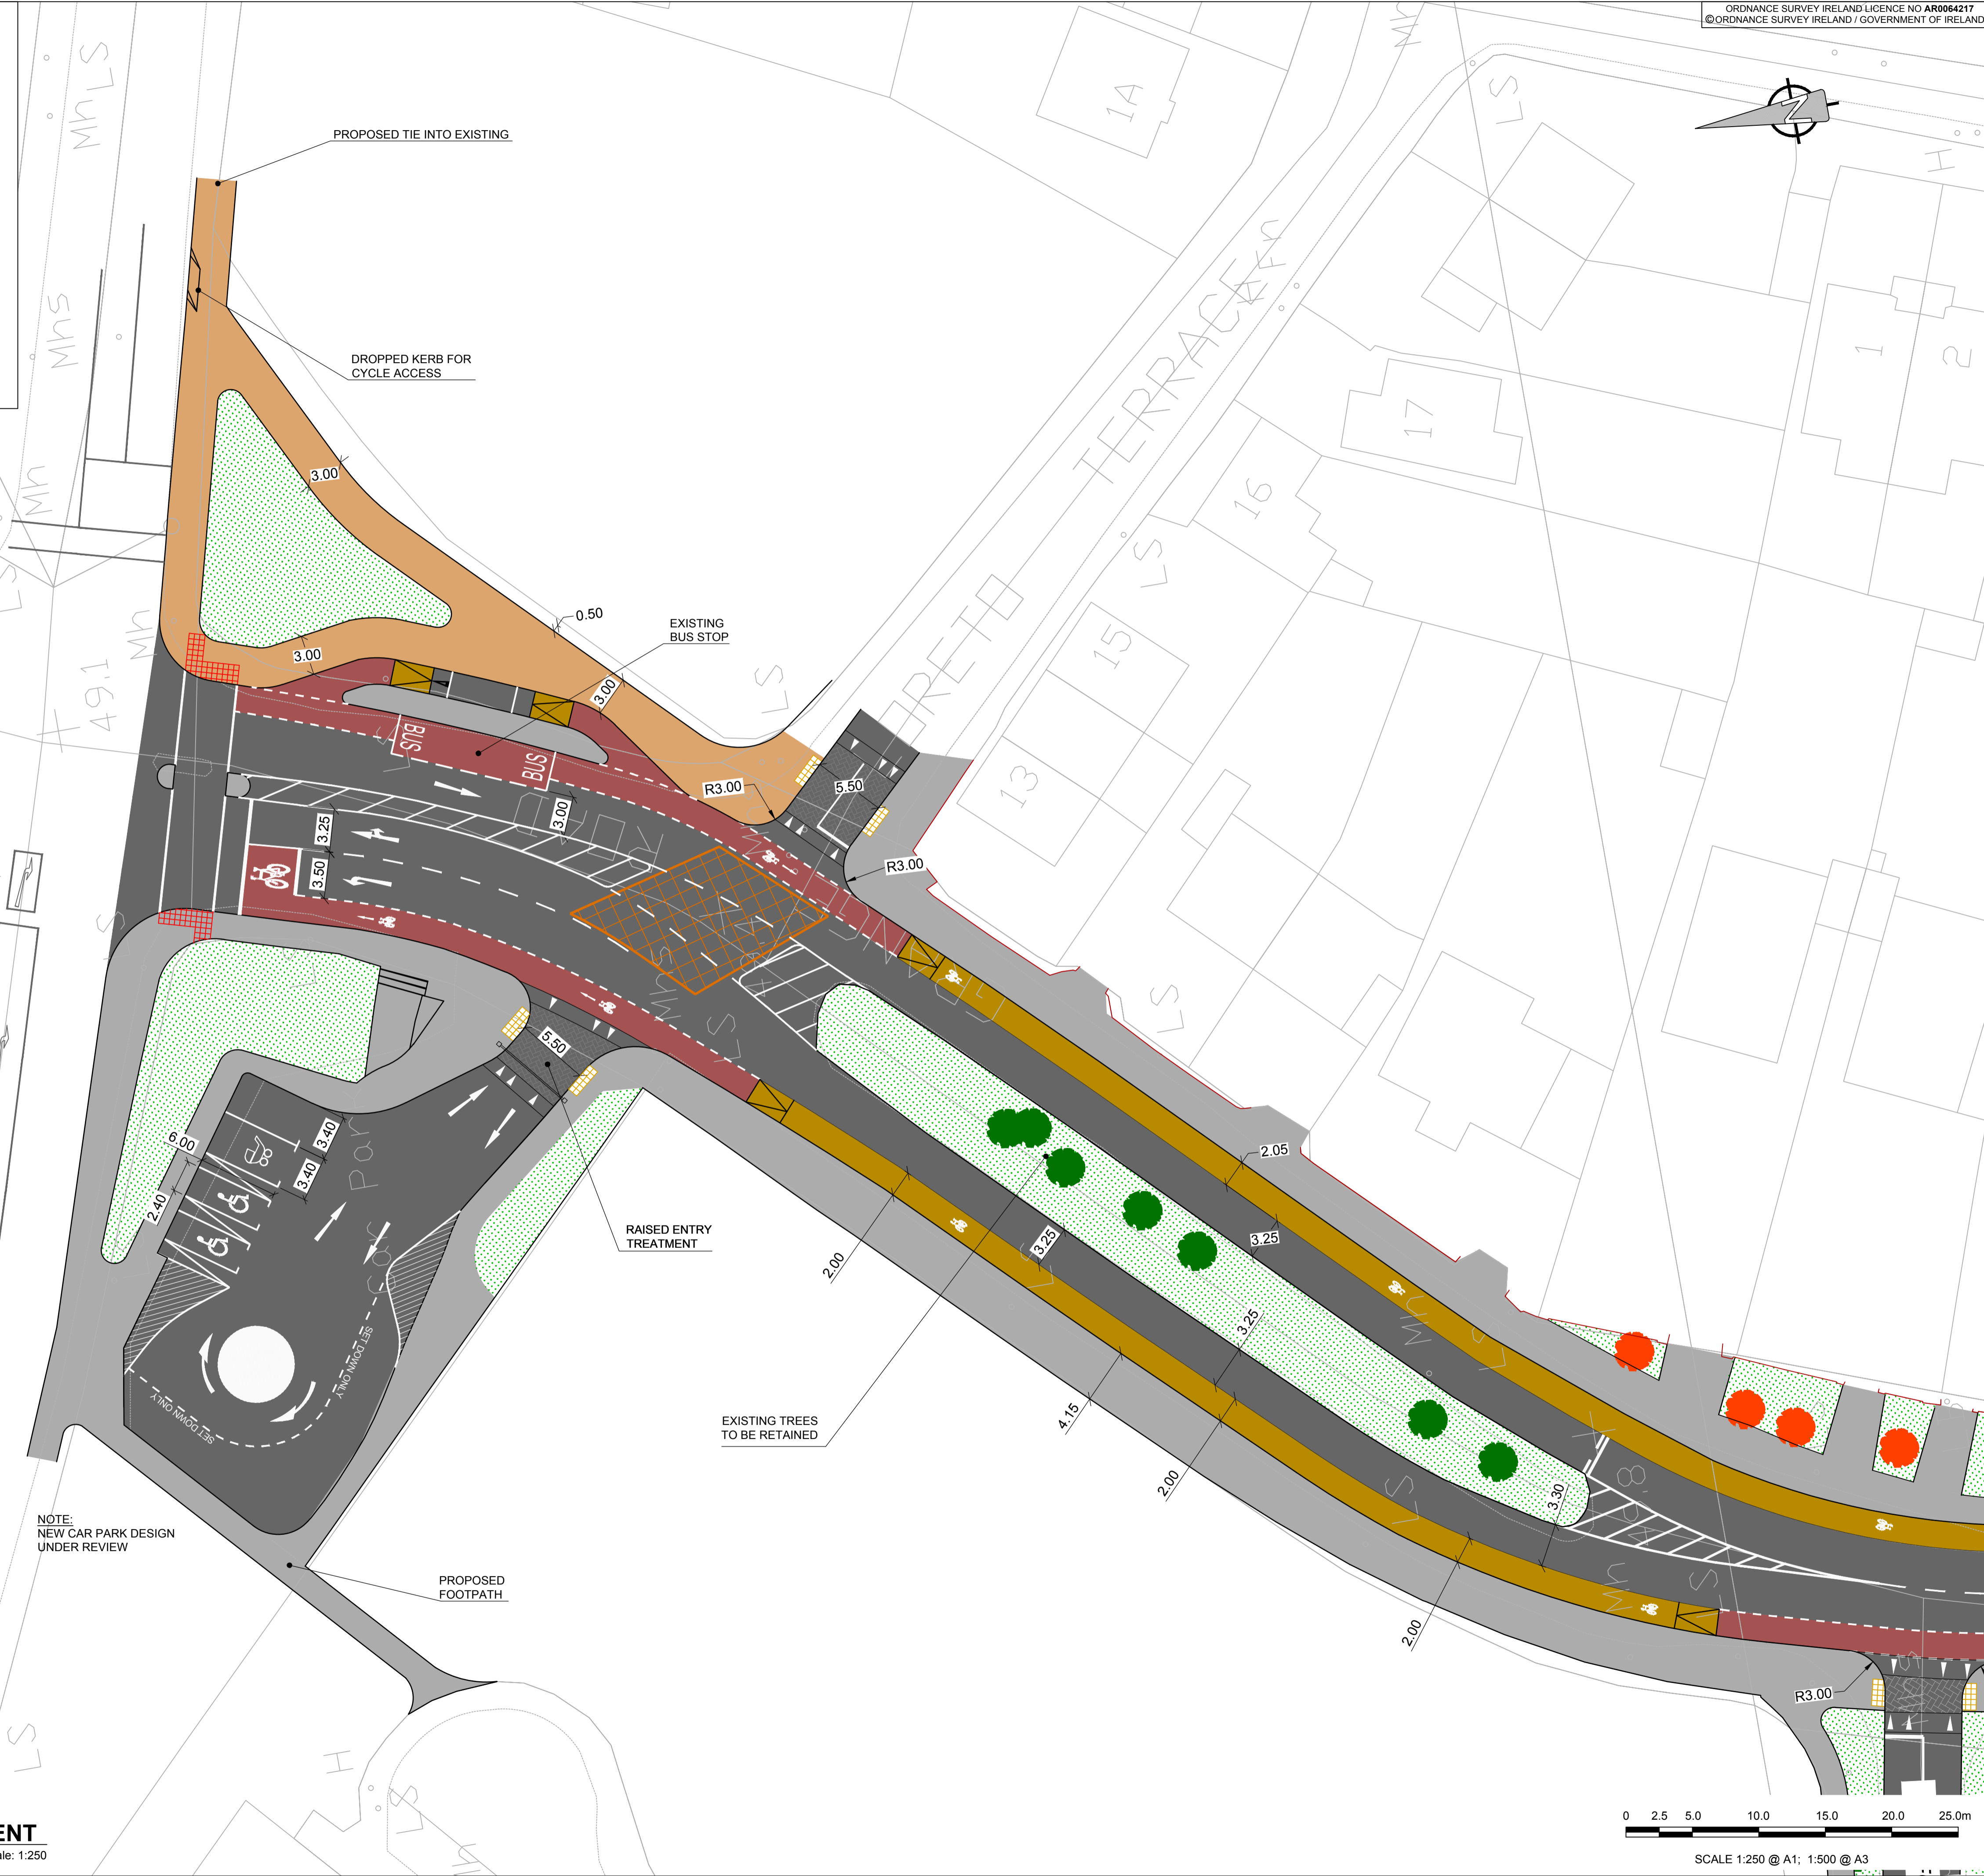 ORDNANCE SURVEY IRELAND LICENCE NO AR0064217
©ORDNANCE SURVEY IRELAND / GOVERNMENT OF IRELAND
PROPOSED TIE INTO EXISTING
DROPPED KERB FOR
CYCLE ACCESS
3.00
0.50
EXISTING
BUS STOP
3.00
3.00
BUS
BUS
R3.00
5.50
3.00
3.25
3.50
R3.00
5.50
6.00
3.40
3.40
2.40
2.05
3.25
3.25
RAISED ENTRY
TREATMENT
2.00
3.25
SET DOWN ONLY
SET DOWN ONLY
EXISTING TREES
TO BE RETAINED
4.15
2.00
3.30
2.00
NOTE:
NEW CAR PARK DESIGN
UNDER REVIEW
PROPOSED
FOOTPATH
R3.00
14
17
16
15
13
1
2
TERRACE
LS
LS
LS
LS
LS
LS
H
H
N
0 2.5 5.0 10.0 15.0 20.0 25.0m
SCALE 1:250 @ A1; 1:500 @ A3
ENT
ale: 1:250